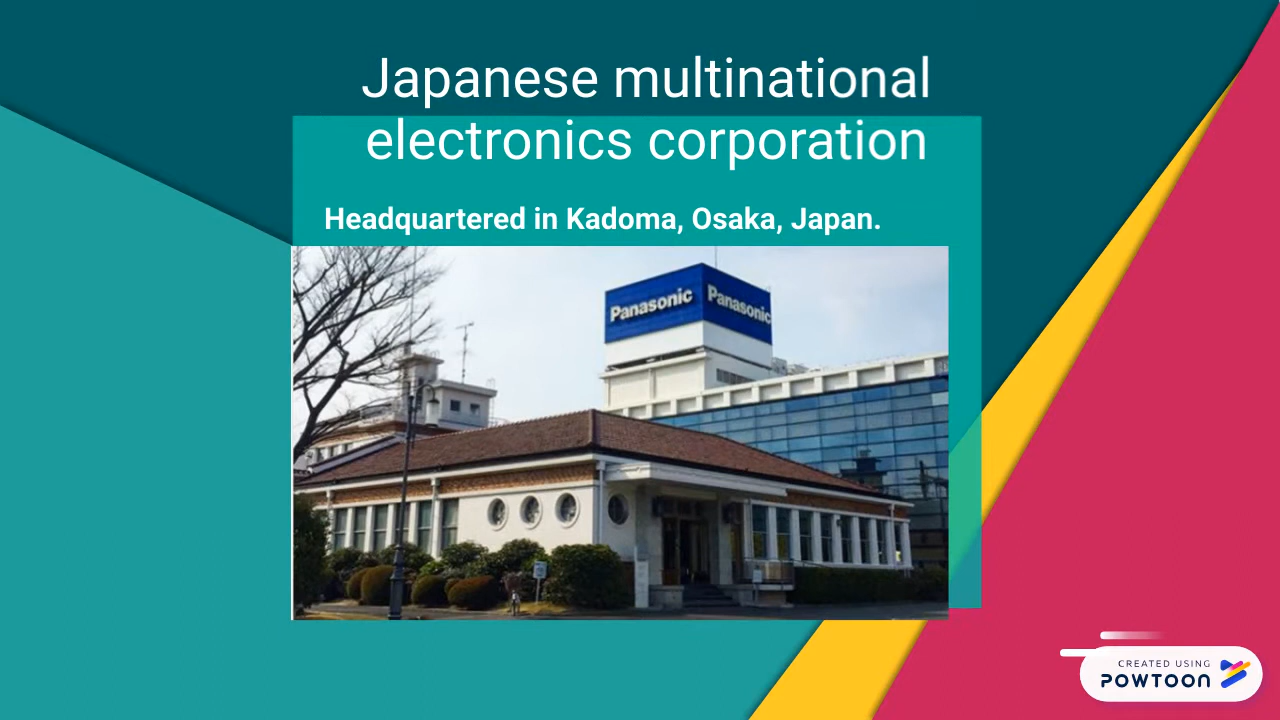 Japanese multinational
electronics corporation
Headquartered in Kadoma, Osaka, Japan.
Panasonic Panasonic
CREATED USING
POWTOON